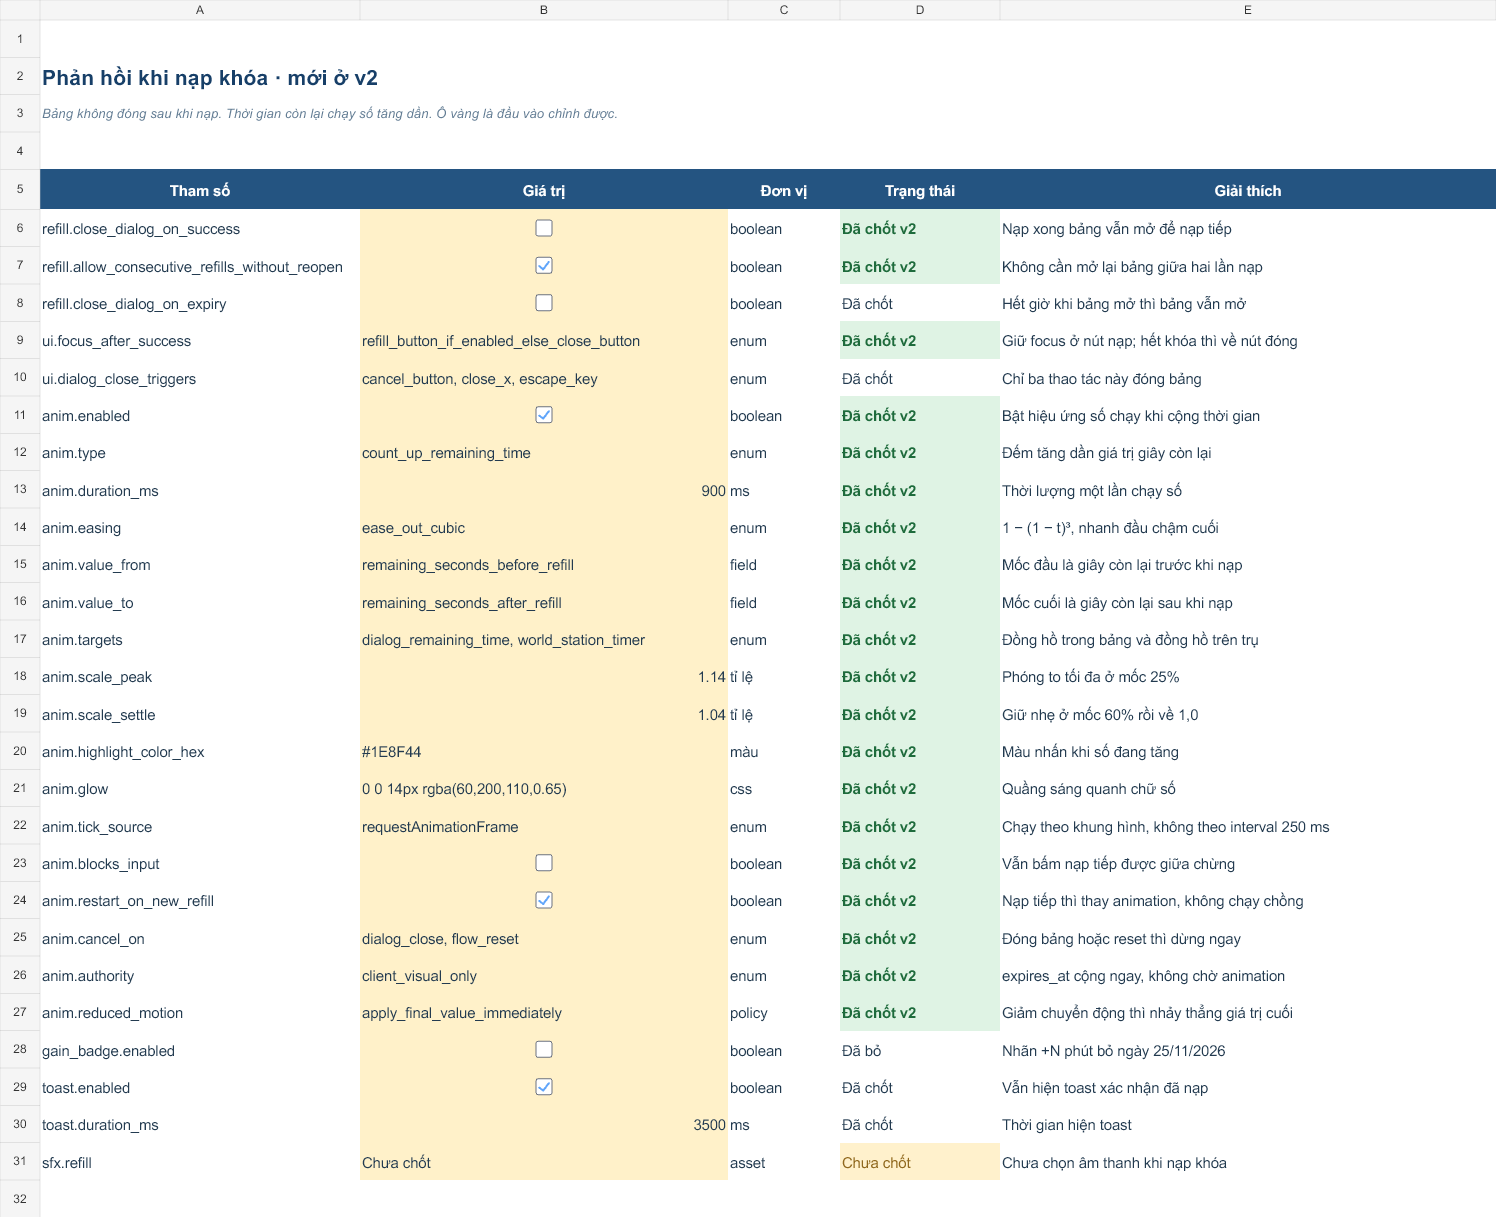 A B C D E
1
2 Phản hồi khi nạp khóa · mới ở v2
3 Bảng không đóng sau khi nạp. Thời gian còn lại chạy số tăng dần. Ô vàng là đầu vào chỉnh được.
4
5 Tham số Giá trị Đơn vị Trạng thái Giải thích
6 refill.close_dialog_on_success boolean Đã chốt v2 Nạp xong bảng vẫn mở để nạp tiếp
7 refill.allow_consecutive_refills_without_reopen boolean Đã chốt v2 Không cần mở lại bảng giữa hai lần nạp
8 refill.close_dialog_on_expiry boolean Đã chốt Hết giờ khi bảng mở thì bảng vẫn mở
9 ui.focus_after_success refill_button_if_enabled_else_close_button enum Đã chốt v2 Giữ focus ở nút nạp; hết khóa thì về nút đóng
10 ui.dialog_close_triggers cancel_button, close_x, escape_key enum Đã chốt Chỉ ba thao tác này đóng bảng
11 anim.enabled boolean Đã chốt v2 Bật hiệu ứng số chạy khi cộng thời gian
12 anim.type count_up_remaining_time enum Đã chốt v2 Đếm tăng dần giá trị giây còn lại
13 anim.duration_ms 900 ms Đã chốt v2 Thời lượng một lần chạy số
14 anim.easing ease_out_cubic enum Đã chốt v2 1 − (1 − t)³, nhanh đầu chậm cuối
15 anim.value_from remaining_seconds_before_refill field Đã chốt v2 Mốc đầu là giây còn lại trước khi nạp
16 anim.value_to remaining_seconds_after_refill field Đã chốt v2 Mốc cuối là giây còn lại sau khi nạp
17 anim.targets dialog_remaining_time, world_station_timer enum Đã chốt v2 Đồng hồ trong bảng và đồng hồ trên trụ
18 anim.scale_peak 1.14 tỉ lệ Đã chốt v2 Phóng to tối đa ở mốc 25%
19 anim.scale_settle 1.04 tỉ lệ Đã chốt v2 Giữ nhẹ ở mốc 60% rồi về 1,0
20 anim.highlight_color_hex #1E8F44 màu Đã chốt v2 Màu nhấn khi số đang tăng
21 anim.glow 0 0 14px rgba(60,200,110,0.65) css Đã chốt v2 Quầng sáng quanh chữ số
22 anim.tick_source requestAnimationFrame enum Đã chốt v2 Chạy theo khung hình, không theo interval 250 ms
23 anim.blocks_input boolean Đã chốt v2 Vẫn bấm nạp tiếp được giữa chừng
24 anim.restart_on_new_refill boolean Đã chốt v2 Nạp tiếp thì thay animation, không chạy chồng
25 anim.cancel_on dialog_close, flow_reset enum Đã chốt v2 Đóng bảng hoặc reset thì dừng ngay
26 anim.authority client_visual_only enum Đã chốt v2 expires_at cộng ngay, không chờ animation
27 anim.reduced_motion apply_final_value_immediately policy Đã chốt v2 Giảm chuyển động thì nhảy thẳng giá trị cuối
28 gain_badge.enabled boolean Đã bỏ Nhãn +N phút bỏ ngày 25/11/2026
29 toast.enabled boolean Đã chốt Vẫn hiện toast xác nhận đã nạp
30 toast.duration_ms 3500 ms Đã chốt Thời gian hiện toast
31 sfx.refill Chưa chốt asset Chưa chốt Chưa chọn âm thanh khi nạp khóa
32